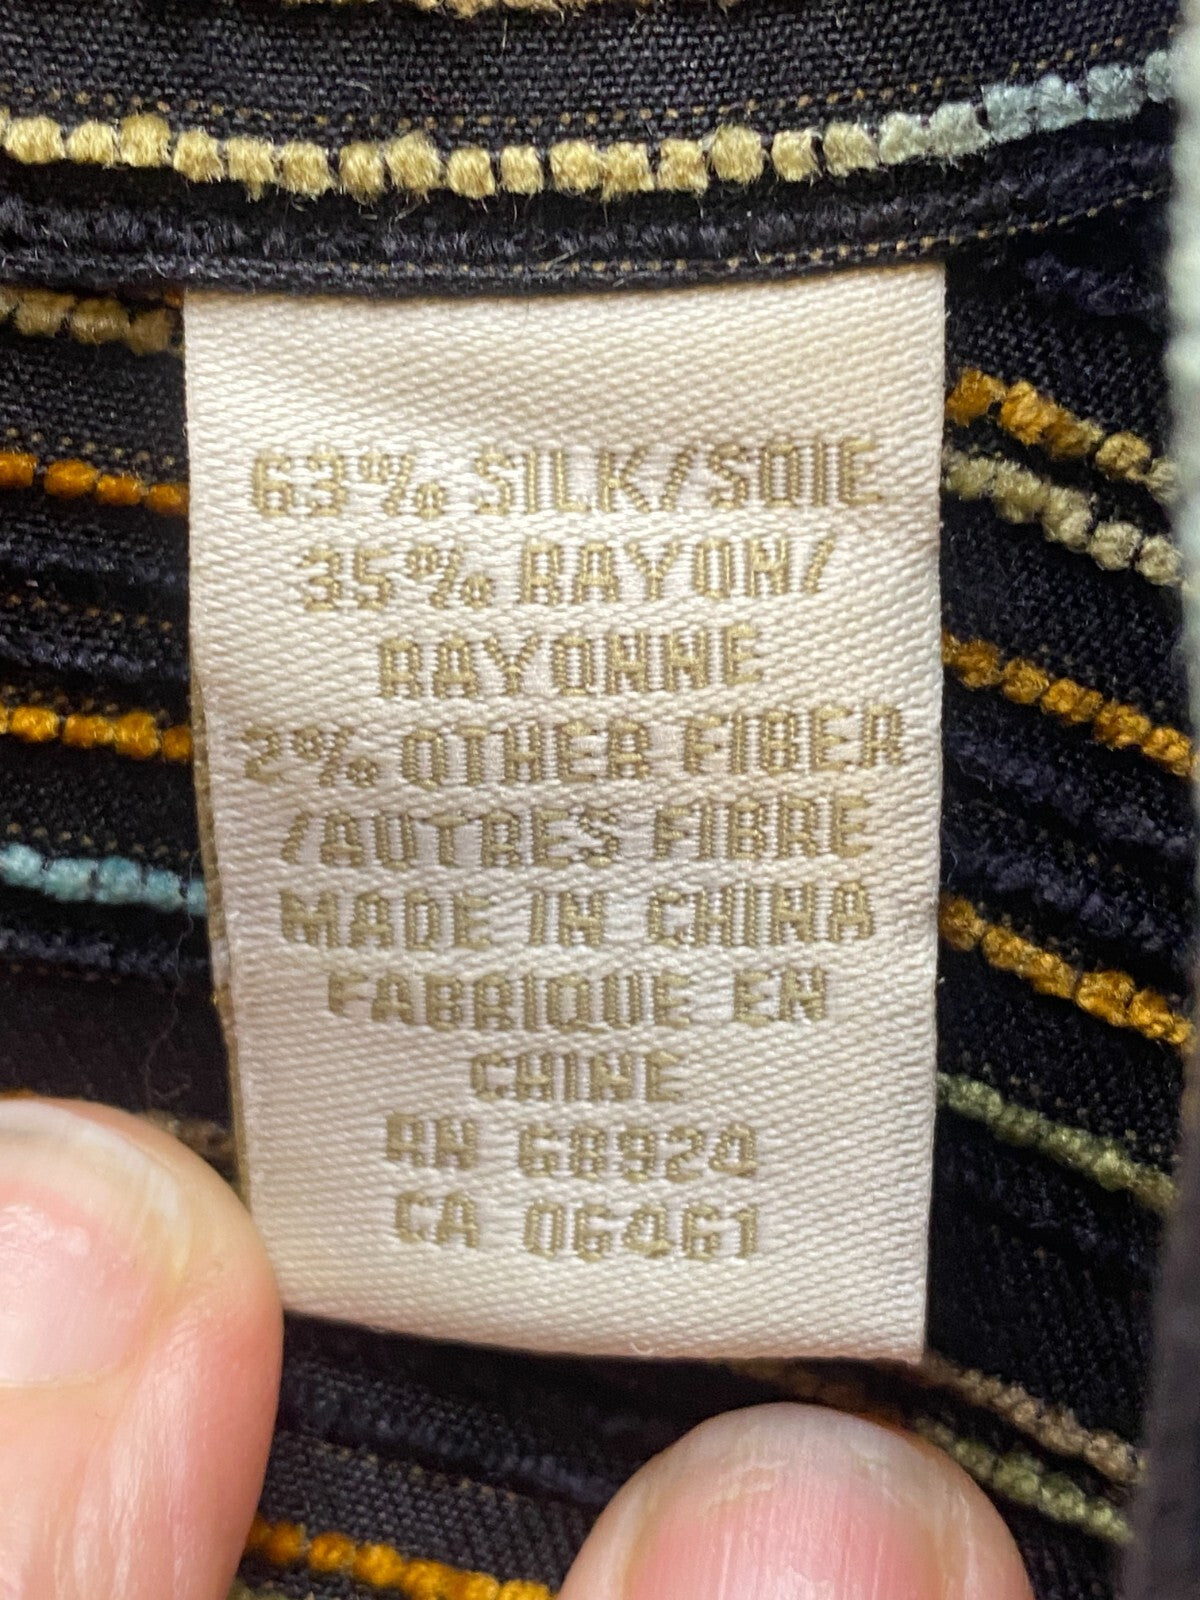 63% SILK/SOIE
35% RAYON/
RAYONNE
2% OTHER FIBER
/AUTRES FIBRE
MADE IN CHINA
FABRIQUE EN
CHINE
RN 68920
CA 06461